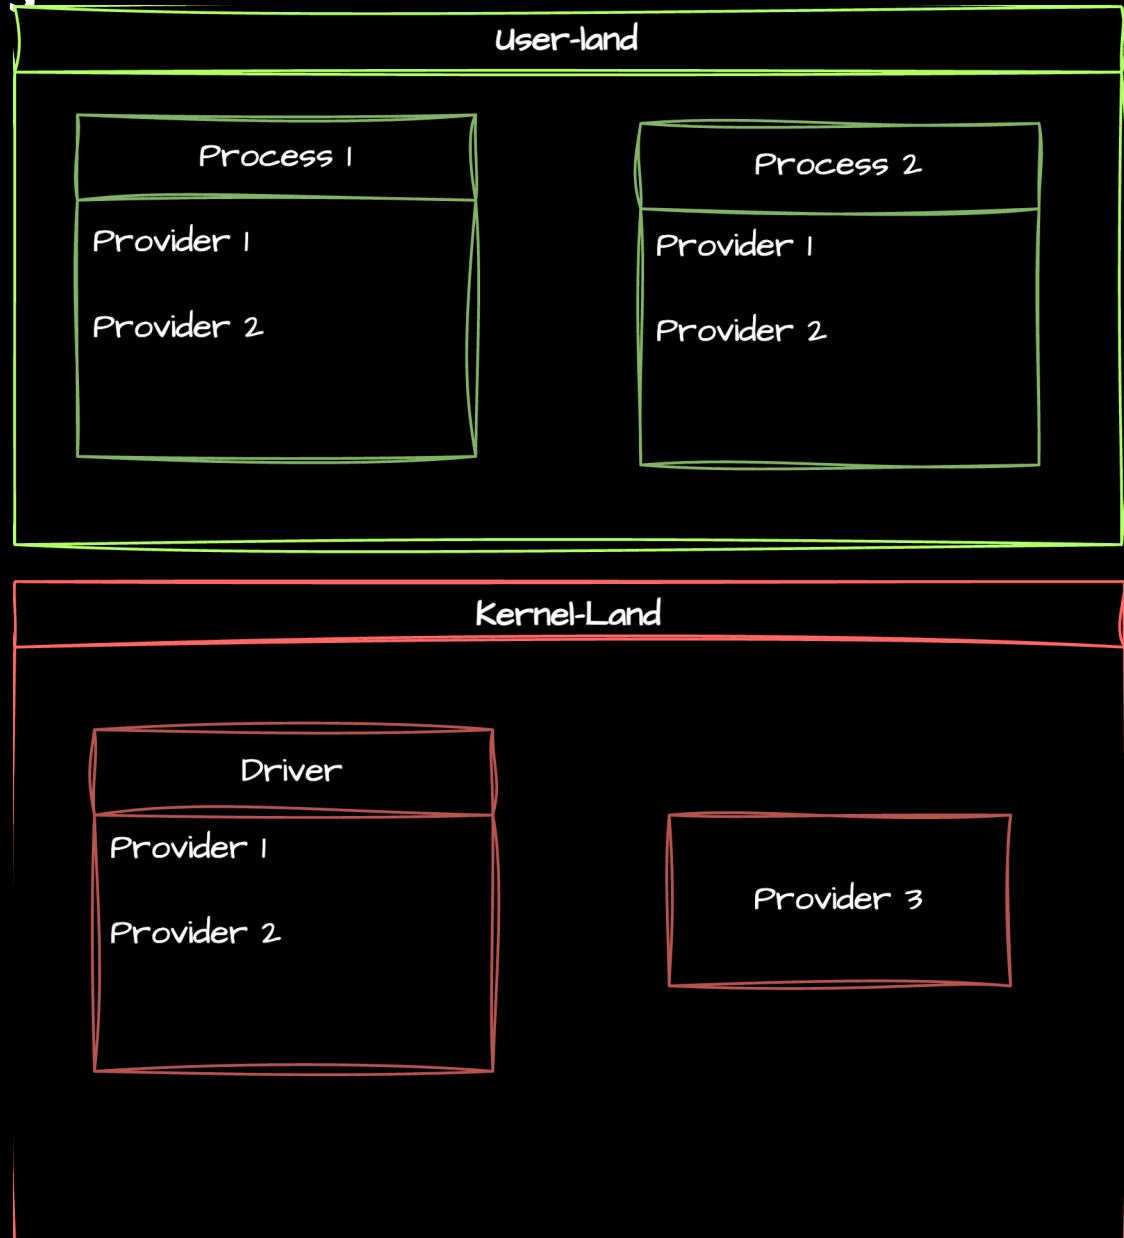 User-land
Process 1
Provider 1
Provider 2
Process 2
Provider 1
Provider 2
Kernel-Land
Driver
Provider 1
Provider 2
Provider 3